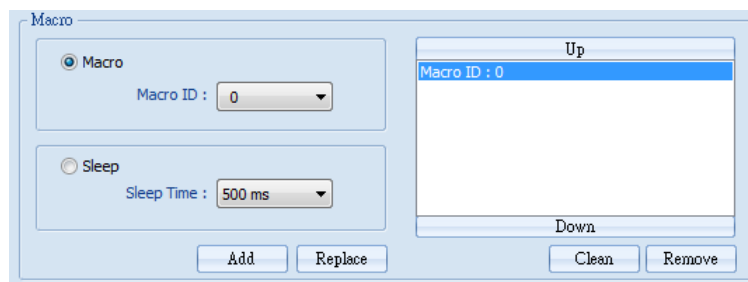 Macro
Macro
Macro ID : 0
Sleep
Sleep Time : 500 ms
Add Replace
Up
Macro ID : 0
Down
Clean Remove